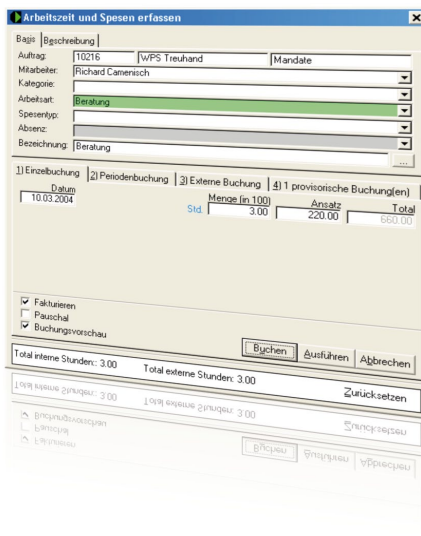 Arbeitszeit und Spesen erfassen
Basis Beschreibung
Auftrag: 10216 WPS Treuhand Mandate
Mitarbeiter: Richard Camenisch
Kategorie:
Arbeitsart: Beratung
Spesentyp:
Absenz:
Bezeichnung: Beratung ...
1) Einzelbuchung 2) Periodenbuchung 3) Externe Buchung 4) 1 provisorische Buchung(en)
Datum Menge (in 100) Ansatz Total
10.03.2004 Std. 3.00 220.00 660.00
Fakturieren
Pauschal
Buchungsvorschau
Buchen Ausführen Abbrechen
Total interne Stunden:: 3.00 Total externe Stunden: 3.00 Zurücksetzen